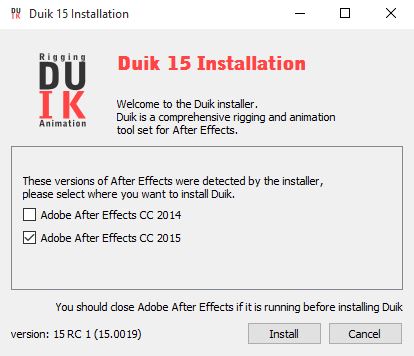 Duik 15 Installation
Rigging
DU
IK
Animation
Duik 15 Installation
Welcome to the Duik installer.
Duik is a comprehensive rigging and animation
tool set for After Effects.
These versions of After Effects were detected by the installer,
please select where you want to install Duik.
Adobe After Effects CC 2014
Adobe After Effects CC 2015
You should close Adobe After Effects if it is running before installing Duik
version: 15 RC 1 (15.0019)
Install
Cancel